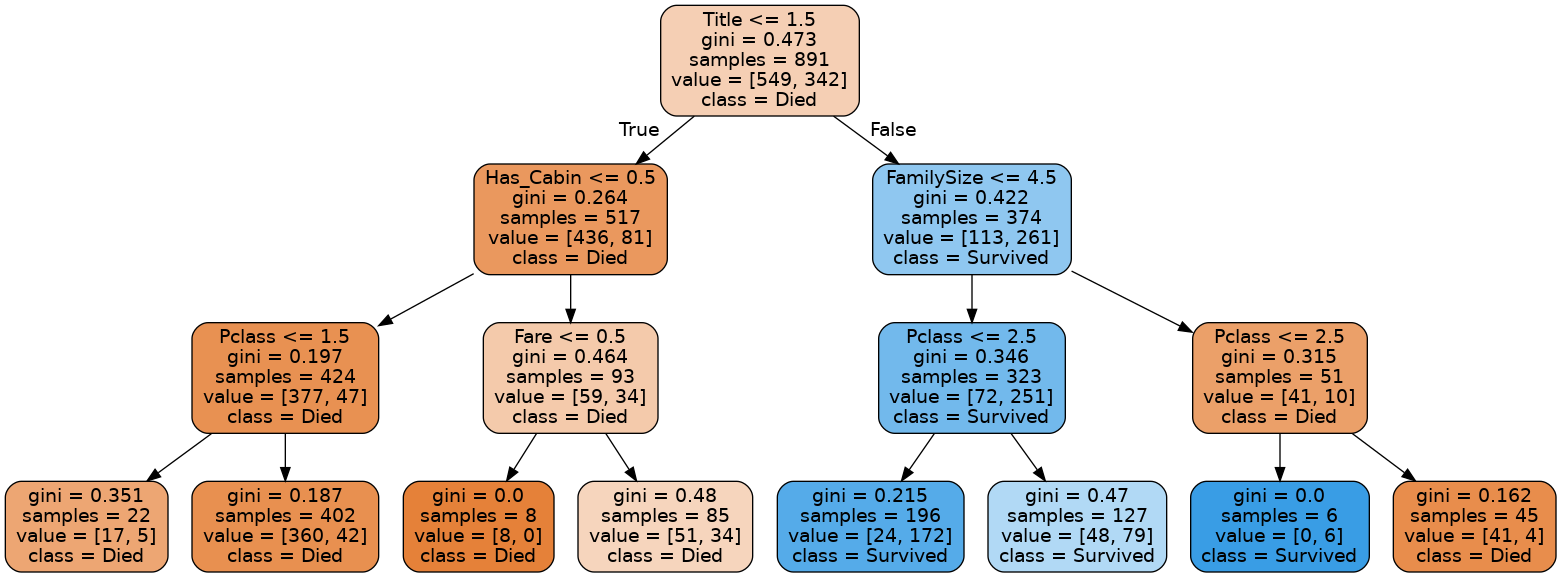 Title <= 1.5
gini = 0.473
samples = 891
value = [549, 342]
class = Died
True
False
Has_Cabin <= 0.5
gini = 0.264
samples = 517
value = [436, 81]
class = Died
FamilySize <= 4.5
gini = 0.422
samples = 374
value = [113, 261]
class = Survived
Pclass <= 1.5
gini = 0.197
samples = 424
value = [377, 47]
class = Died
Fare <= 0.5
gini = 0.464
samples = 93
value = [59, 34]
class = Died
Pclass <= 2.5
gini = 0.346
samples = 323
value = [72, 251]
class = Survived
Pclass <= 2.5
gini = 0.315
samples = 51
value = [41, 10]
class = Died
gini = 0.351
samples = 22
value = [17, 5]
class = Died
gini = 0.187
samples = 402
value = [360, 42]
class = Died
gini = 0.0
samples = 8
value = [8, 0]
class = Died
gini = 0.48
samples = 85
value = [51, 34]
class = Died
gini = 0.215
samples = 196
value = [24, 172]
class = Survived
gini = 0.47
samples = 127
value = [48, 79]
class = Survived
gini = 0.0
samples = 6
value = [0, 6]
class = Survived
gini = 0.162
samples = 45
value = [41, 4]
class = Died